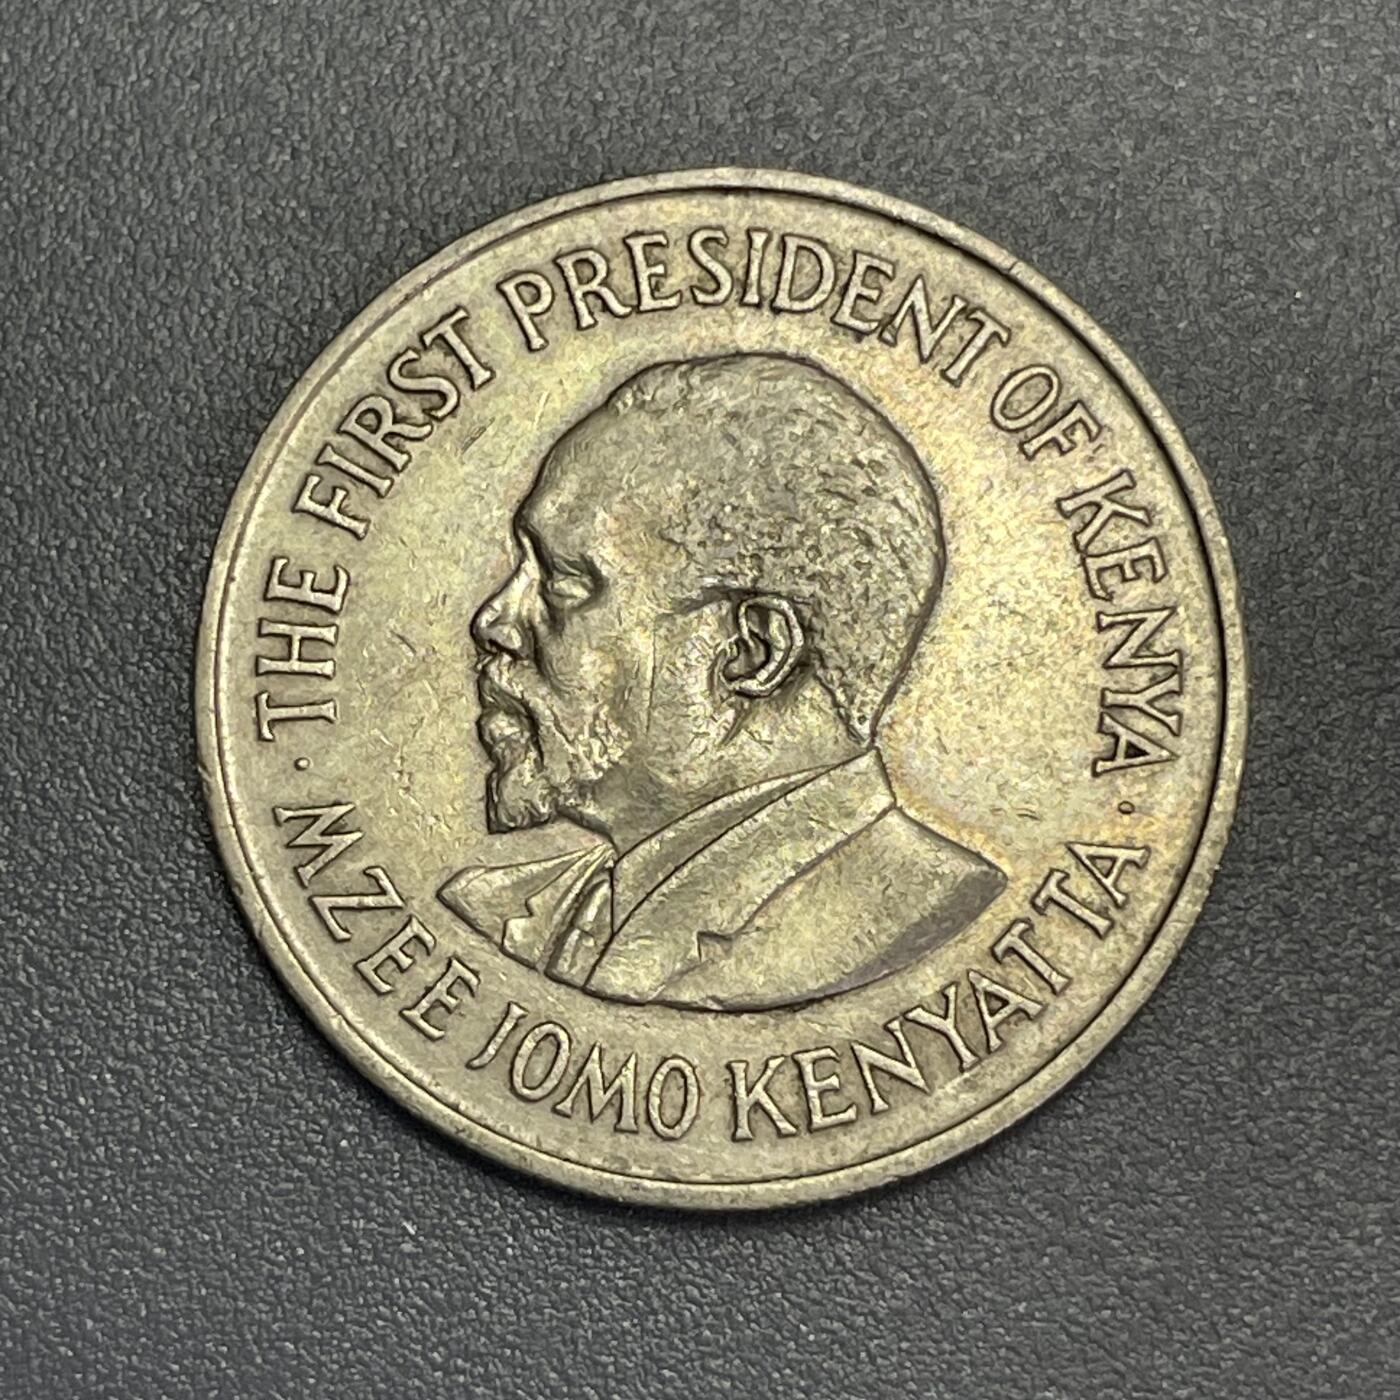 · THE FIRST PRESIDENT OF KENYA ·
MZEE JOMO KENYATTA